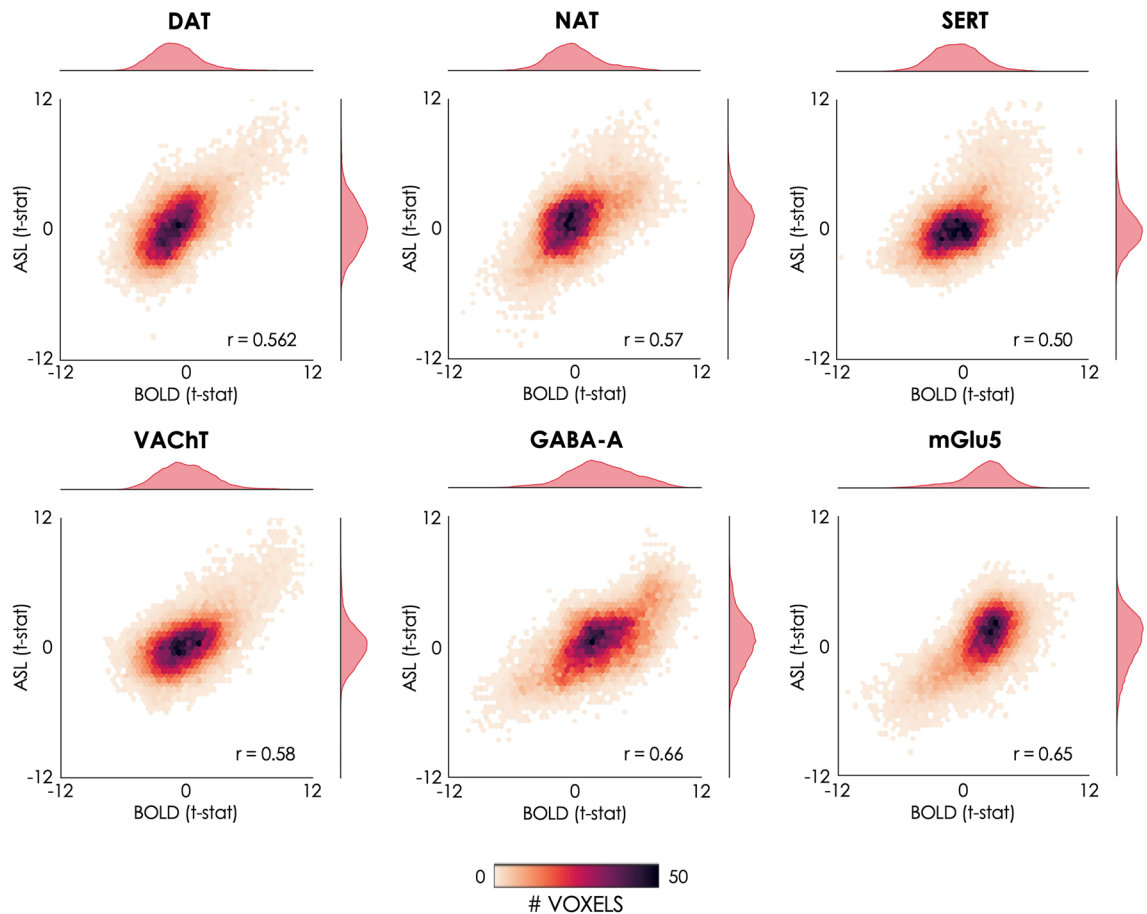 DAT NAT SERT
12 12 12
12 12 12
ASL (t-stat) ASL (t-stat) ASL (t-stat)
0 0 0
r = 0.562 r = 0.57 r = 0.50
-12 -12 -12
-12 0 12 -12 0 12 -12 0 12
BOLD (t-stat) BOLD (t-stat) BOLD (t-stat)
VAChT GABA-A mGlu5
12 12 12
ASL (t-stat) ASL (t-stat) ASL (t-stat)
0 0 0
r = 0.58 r = 0.66 r = 0.65
-12 -12 -12
-12 0 12 -12 0 12 -12 0 12
BOLD (t-stat) BOLD (t-stat) BOLD (t-stat)
0 50
# VOXELS